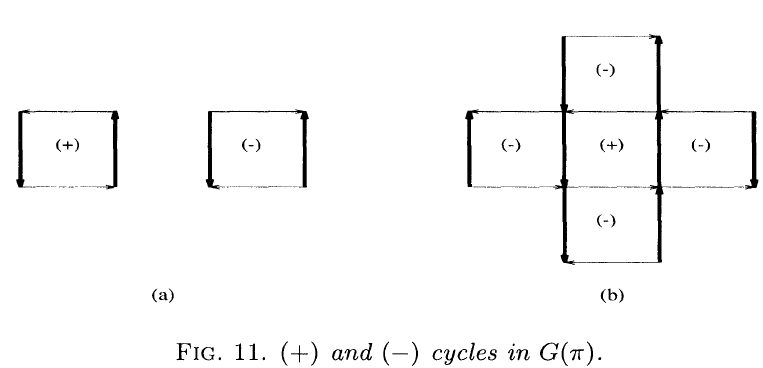 (-)
(+) (-) (-) (+) (-)
(-)
(a) (b)
FIG. 11. (+) and (−) cycles in G(π).